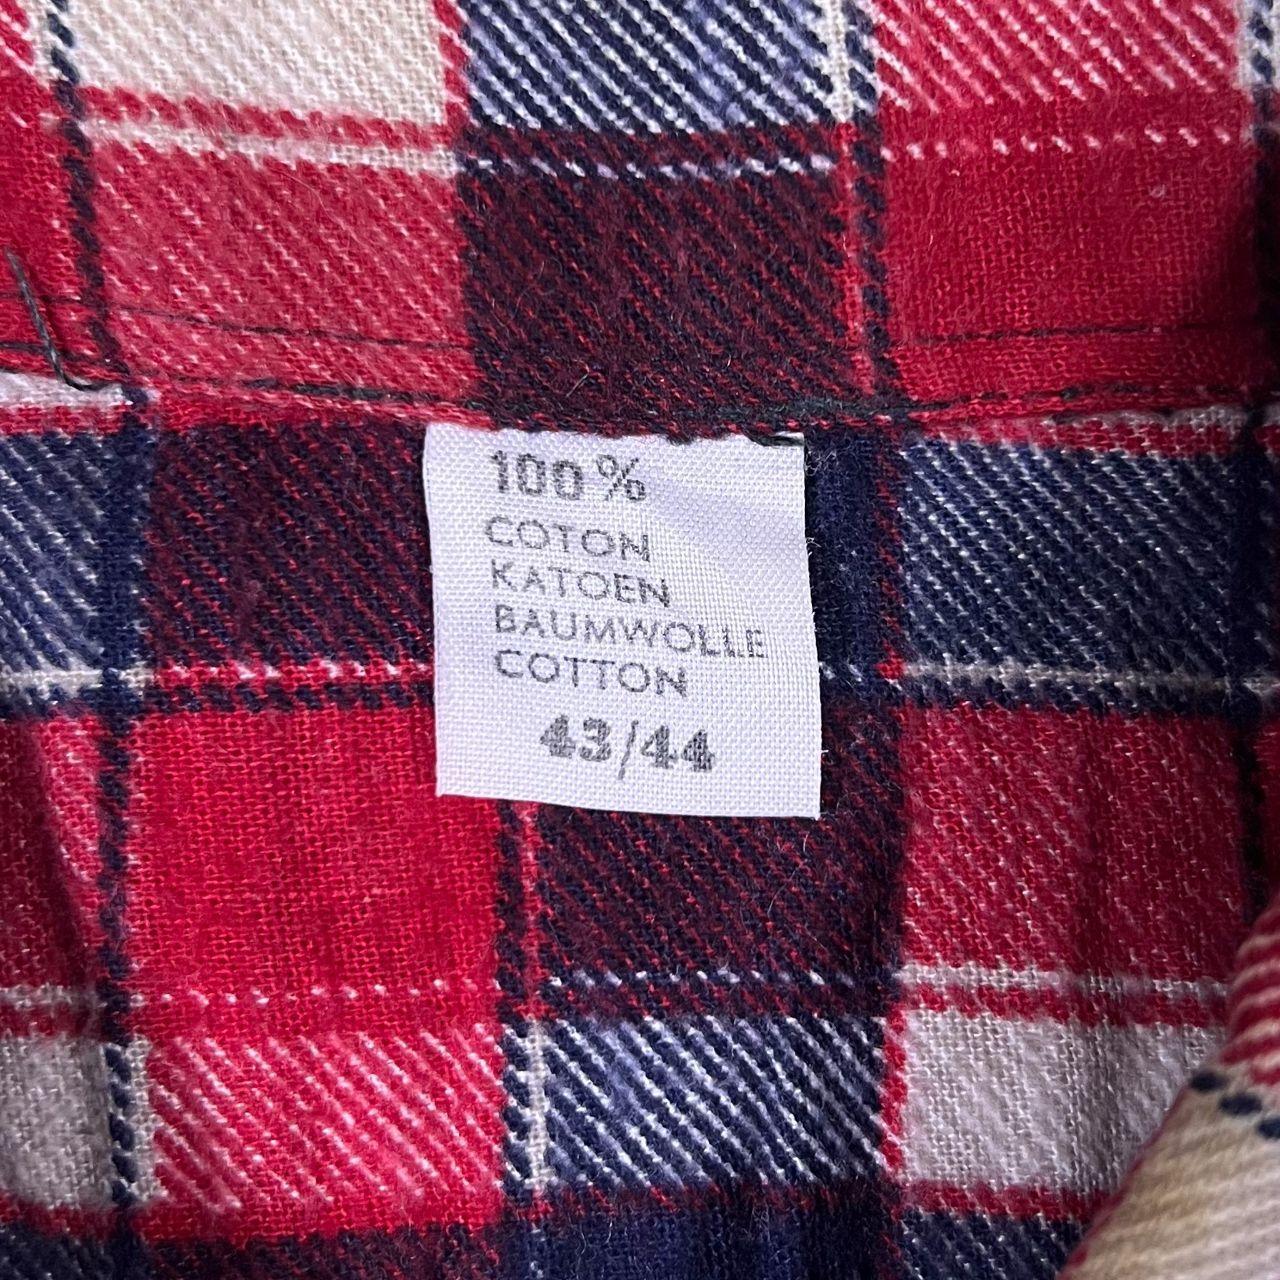 100%
COTON
KATOEN
BAUMWOLLE
COTTON
43/44